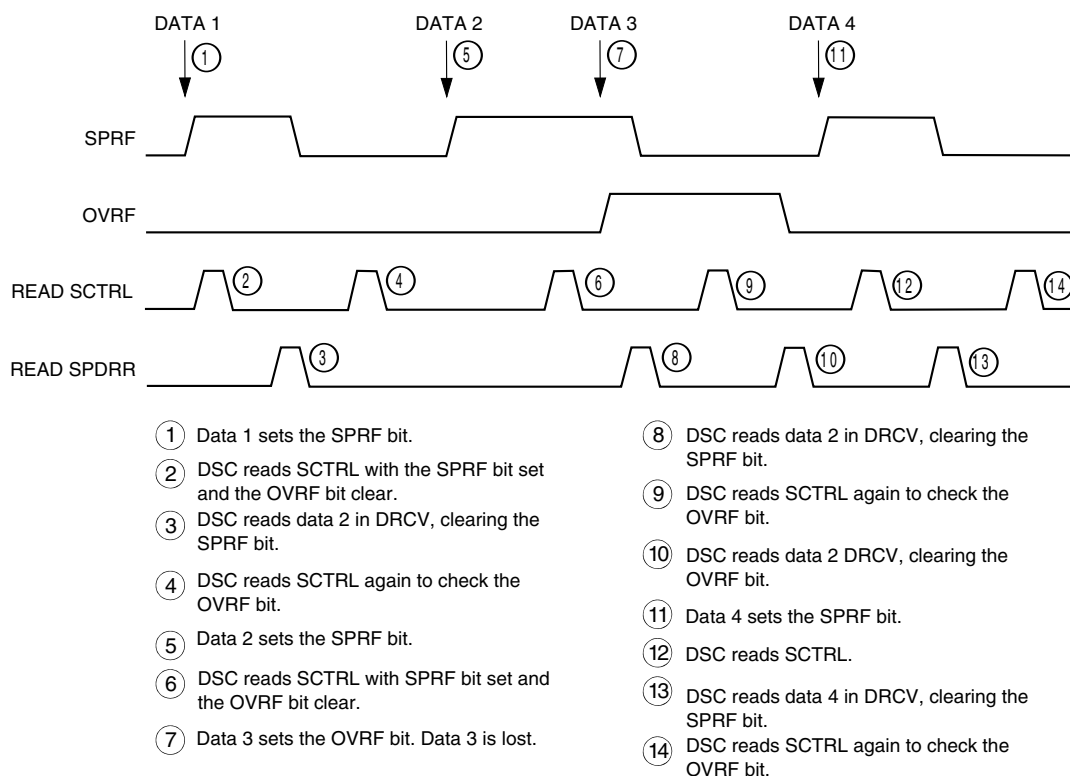 DATA 1 DATA 2 DATA 3 DATA 4
1 5 7 11
SPRF
OVRF
READ SCTRL 2 4 6 9 12 14
READ SPDRR 3 8 10 13
1 Data 1 sets the SPRF bit.
2 DSC reads SCTRL with the SPRF bit set
and the OVRF bit clear.
3 DSC reads data 2 in DRCV, clearing the
SPRF bit.
4 DSC reads SCTRL again to check the
OVRF bit.
5 Data 2 sets the SPRF bit.
6 DSC reads SCTRL with SPRF bit set and
the OVRF bit clear.
7 Data 3 sets the OVRF bit. Data 3 is lost.
8 DSC reads data 2 in DRCV, clearing the
SPRF bit.
9 DSC reads SCTRL again to check the
OVRF bit.
10 DSC reads data 2 DRCV, clearing the
OVRF bit.
11 Data 4 sets the SPRF bit.
12 DSC reads SCTRL.
13 DSC reads data 4 in DRCV, clearing the
SPRF bit.
14 DSC reads SCTRL again to check the
OVRF bit.